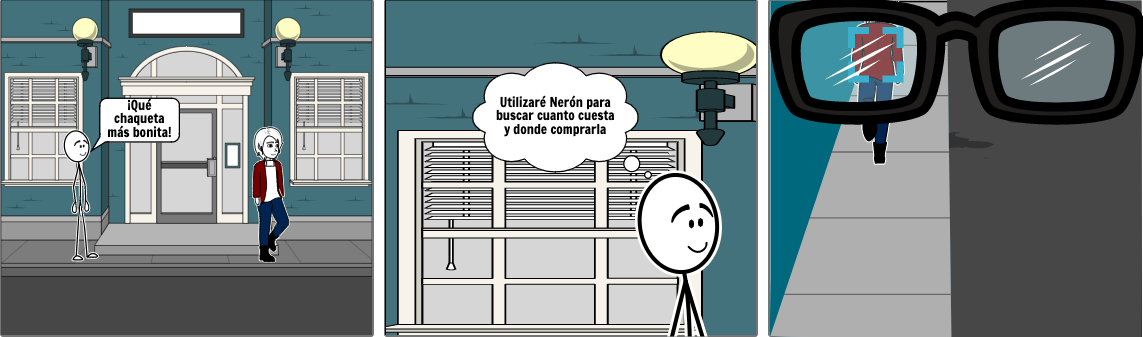 ¡Qué
chaqueta
más bonita!
Utilizaré Nerón para
buscar cuanto cuesta
y donde comprarla